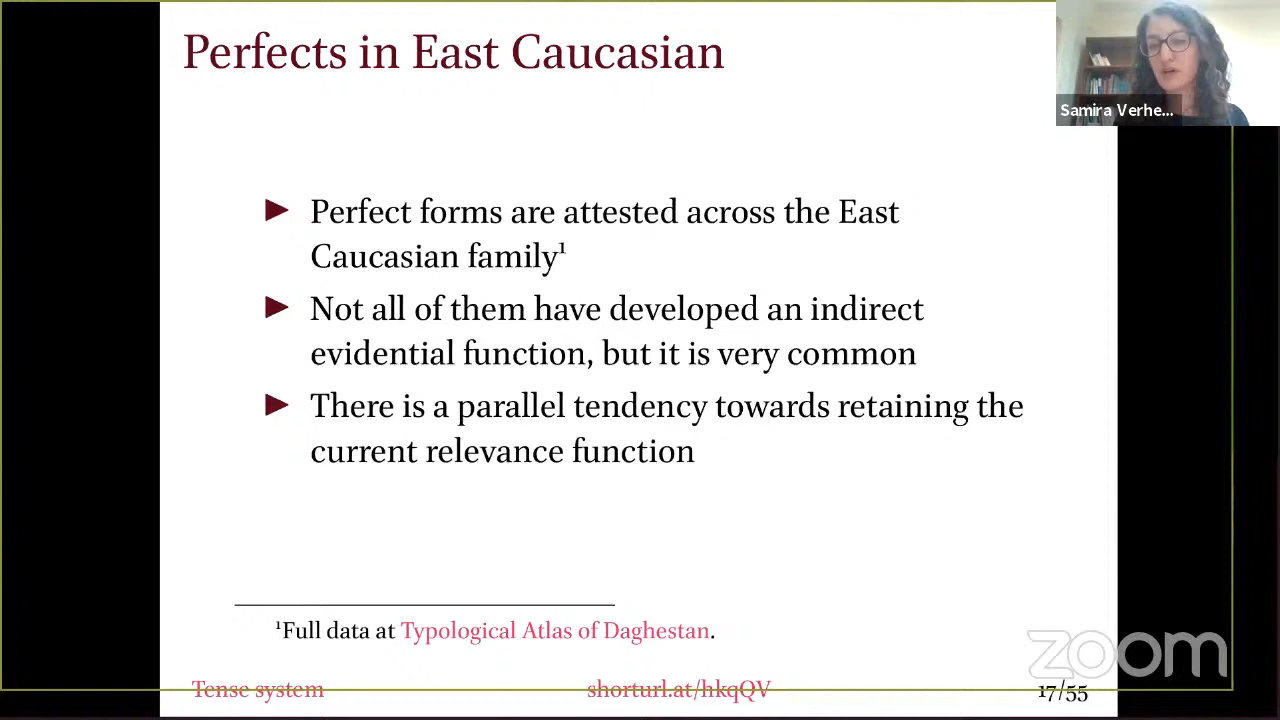 Perfects in East Caucasian
Samira Verhe...
▶ Perfect forms are attested across the East
Caucasian family¹
▶ Not all of them have developed an indirect
evidential function, but it is very common
▶ There is a parallel tendency towards retaining the
current relevance function
¹Full data at Typological Atlas of Daghestan.
zoom
Tense system
shorturl.at/hkqQV
17/55